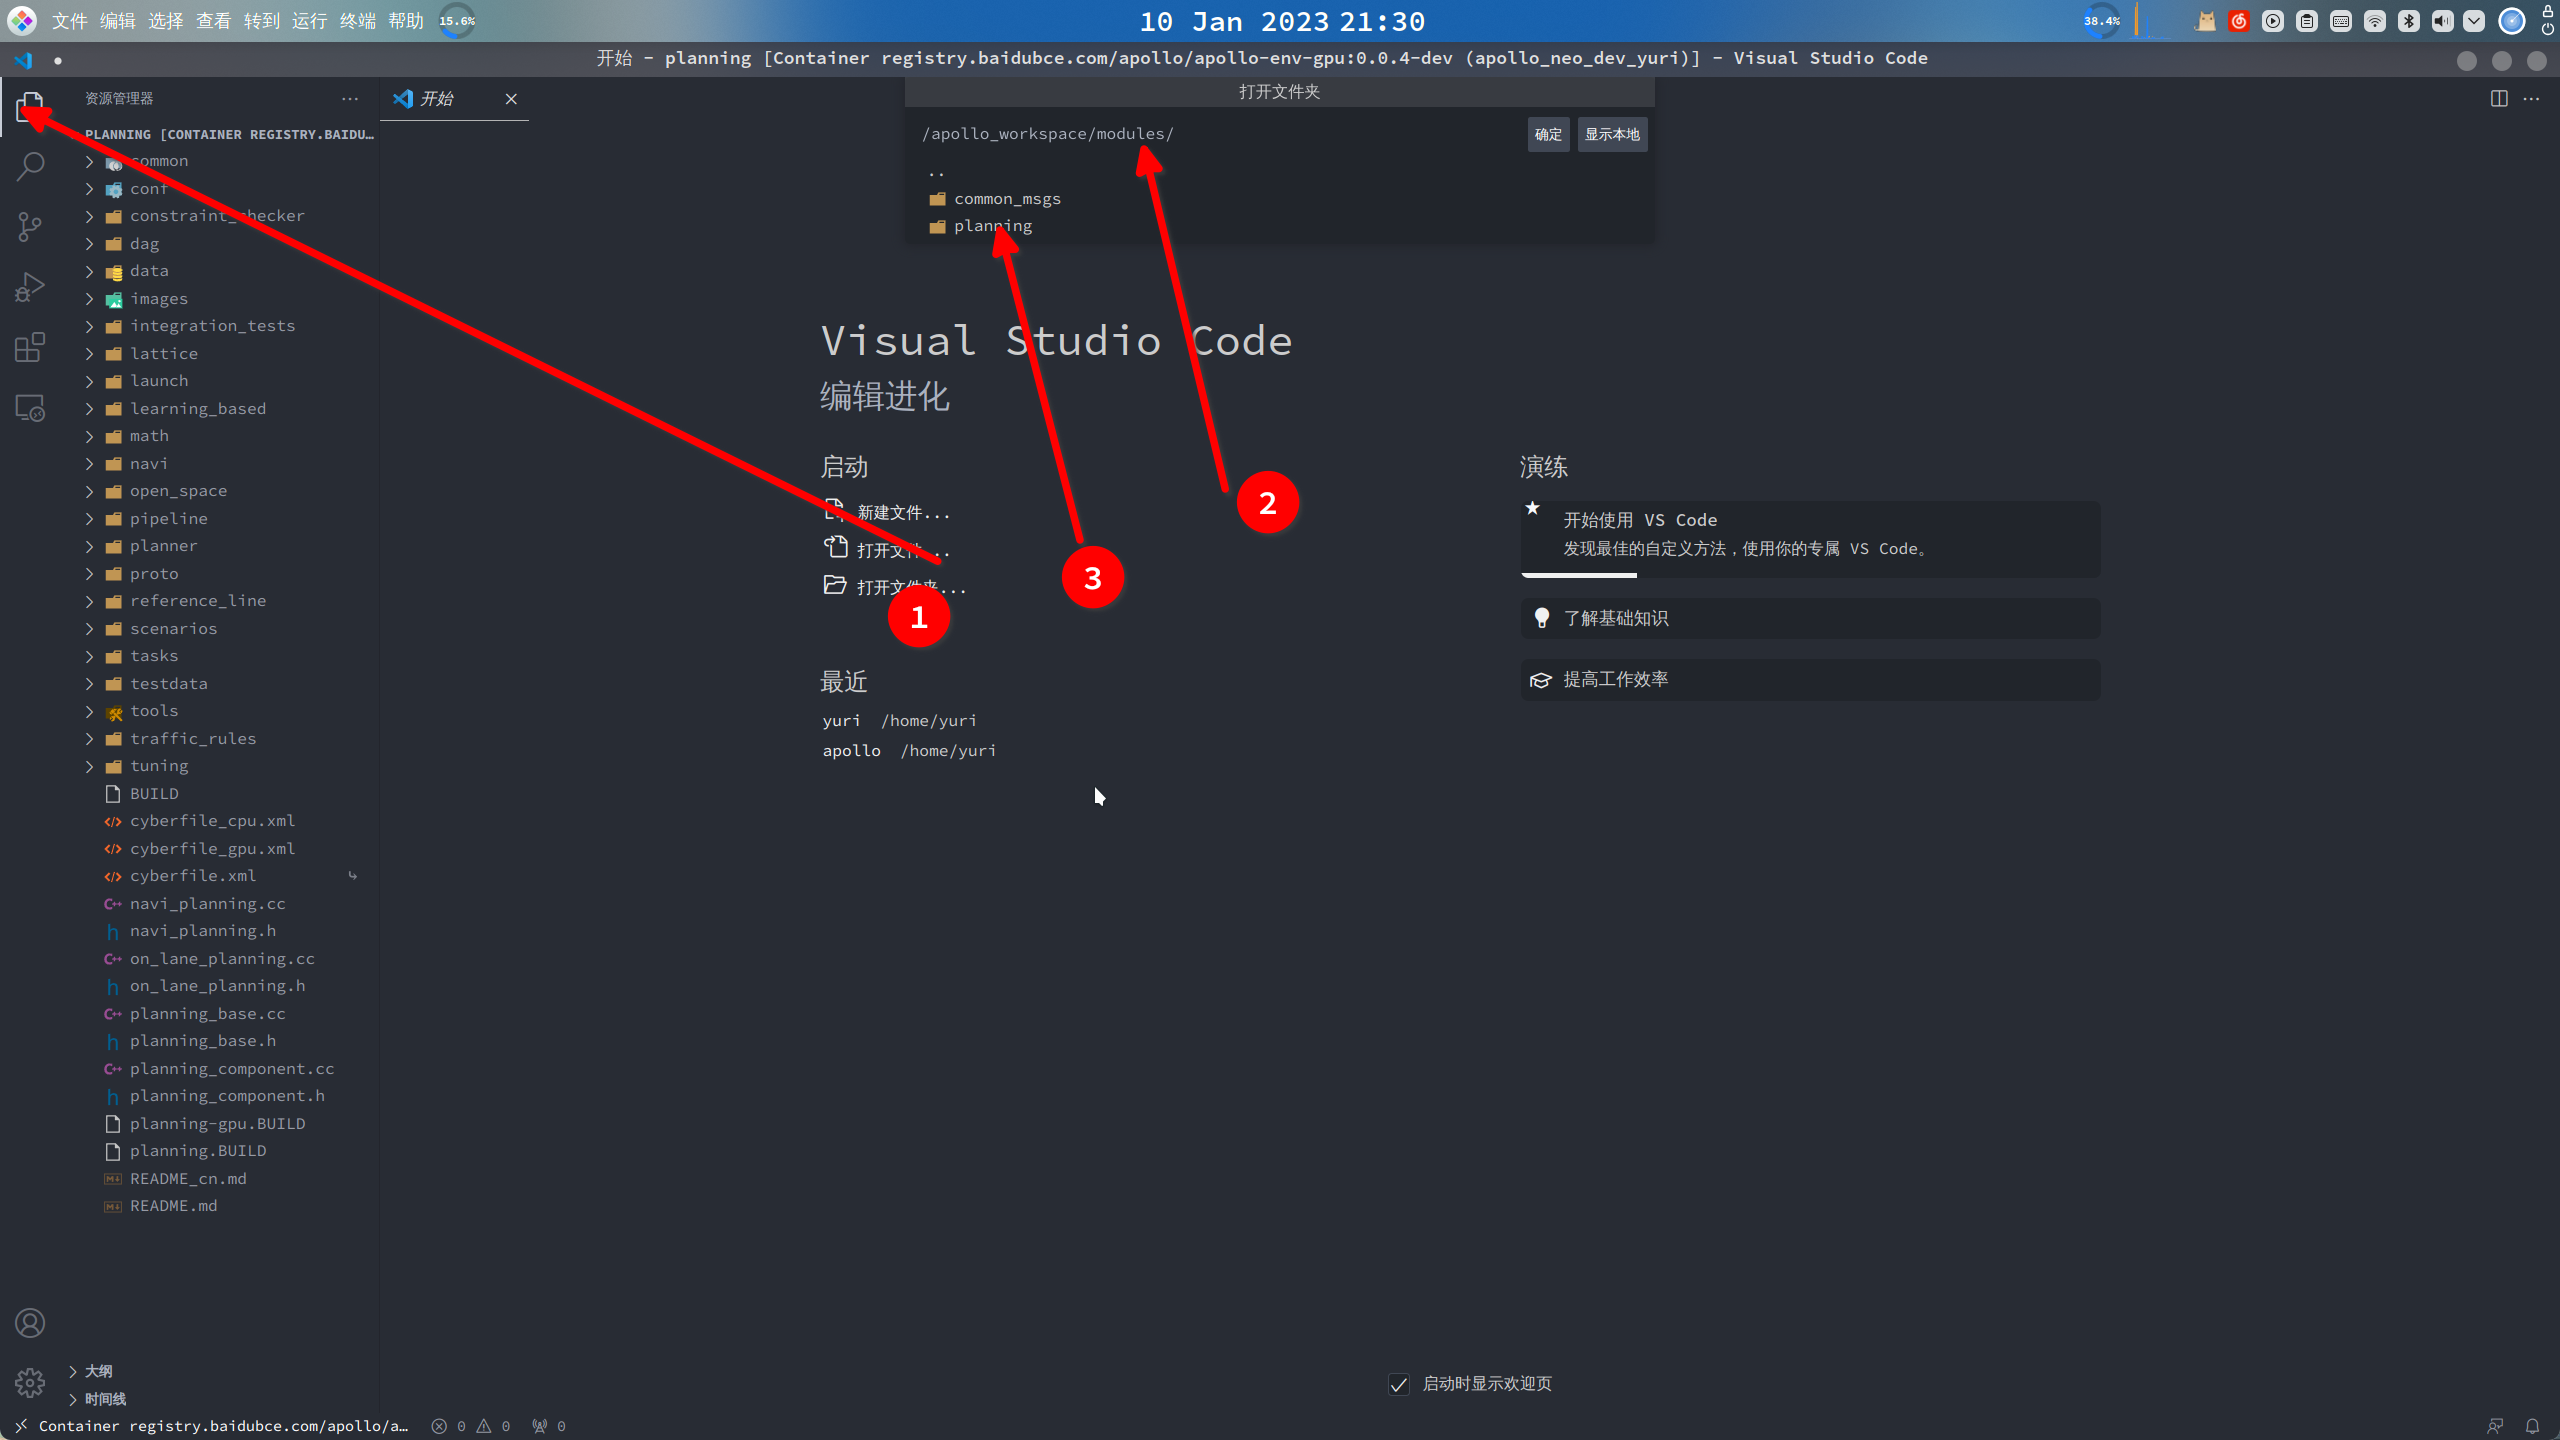 文件 编辑 选择 查看 转到 运行 终端 帮助 15.6%
10 Jan 2023 21:30
38.4%
开始 - planning [Container registry.baidubce.com/apollo/apollo-env-gpu:0.0.4-dev (apollo_neo_dev_yuri)] - Visual Studio Code
资源管理器
开始
打开文件夹
PLANNING [CONTAINER REGISTRY.BAIDU...
/apollo_workspace/modules/
确定 显示本地
..
common_msgs
planning
common
conf
constraint_checker
dag
data
images
integration_tests
lattice
launch
learning_based
math
navi
open_space
pipeline
planner
proto
reference_line
scenarios
tasks
testdata
tools
traffic_rules
tuning
BUILD
cyberfile_cpu.xml
cyberfile_gpu.xml
cyberfile.xml
navi_planning.cc
navi_planning.h
on_lane_planning.cc
on_lane_planning.h
planning_base.cc
planning_base.h
planning_component.cc
planning_component.h
planning-gpu.BUILD
planning.BUILD
README_cn.md
README.md
大纲
时间线
Visual Studio Code
编辑进化
启动
新建文件...
打开文件...
打开文件夹...
1
2
3
最近
yuri /home/yuri
apollo /home/yuri
演练
开始使用 VS Code
发现最佳的自定义方法，使用你的专属 VS Code。
了解基础知识
提高工作效率
启动时显示欢迎页
Container registry.baidubce.com/apollo/a… 0 0 0